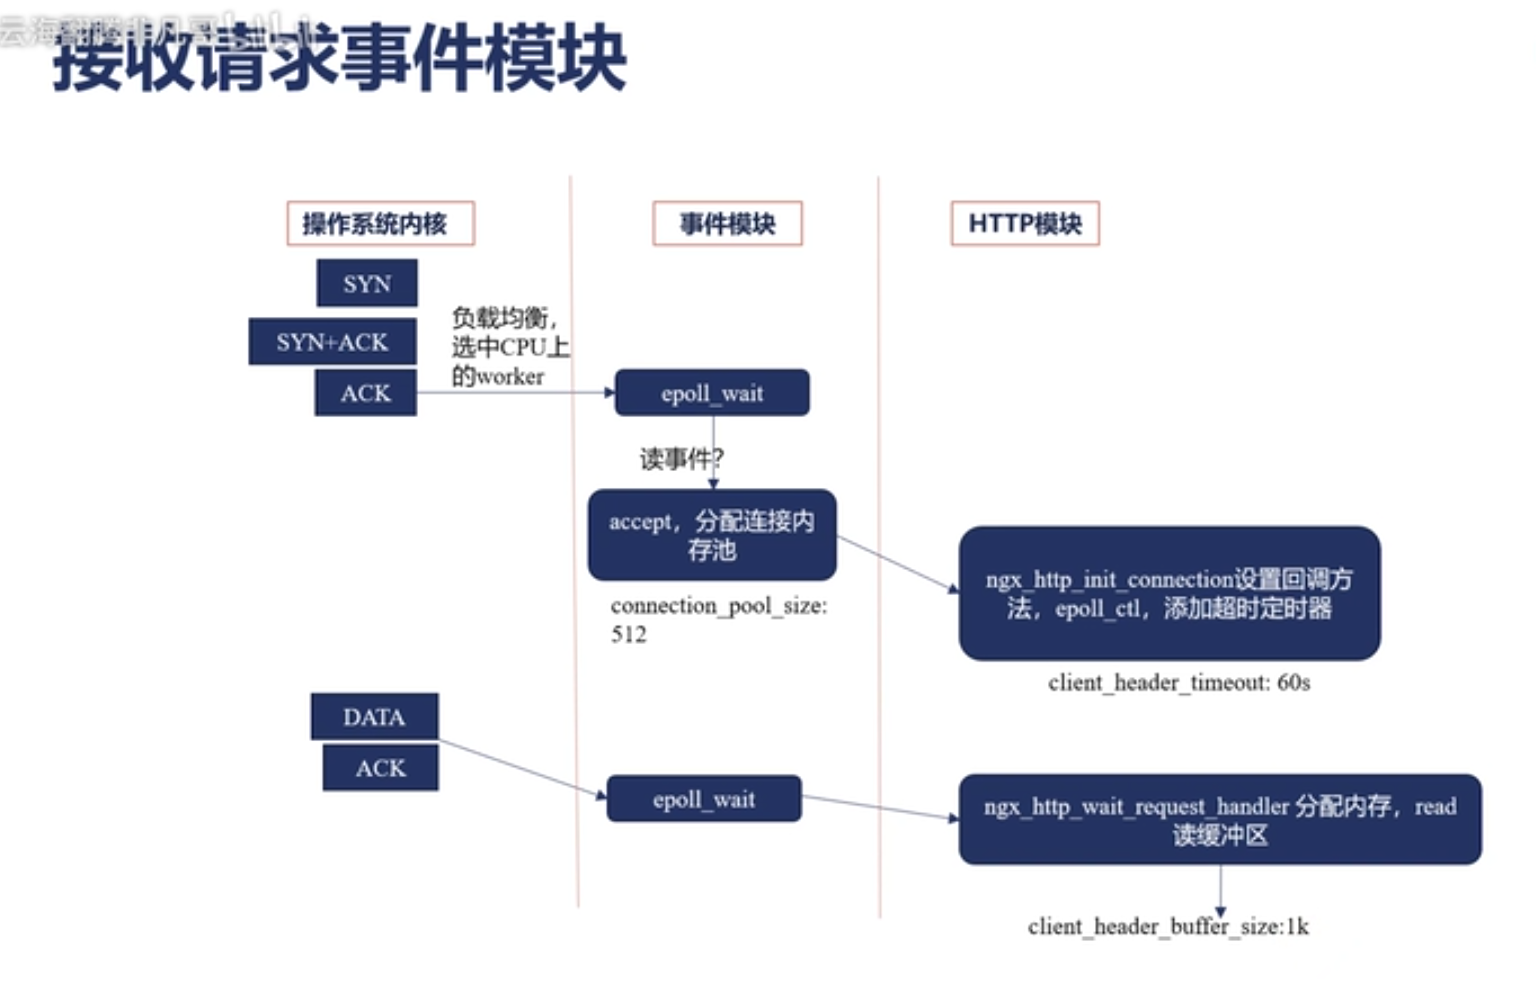 接收请求事件模块
操作系统内核
事件模块
HTTP模块
SYN
SYN+ACK
ACK
负载均衡，
选中CPU上
的worker
epoll_wait
读事件？
accept，分配连接内
存池
connection_pool_size:
512
ngx_http_init_connection设置回调方
法，epoll_ctl，添加超时定时器
client_header_timeout: 60s
DATA
ACK
epoll_wait
ngx_http_wait_request_handler 分配内存，read
读缓冲区
client_header_buffer_size:1k